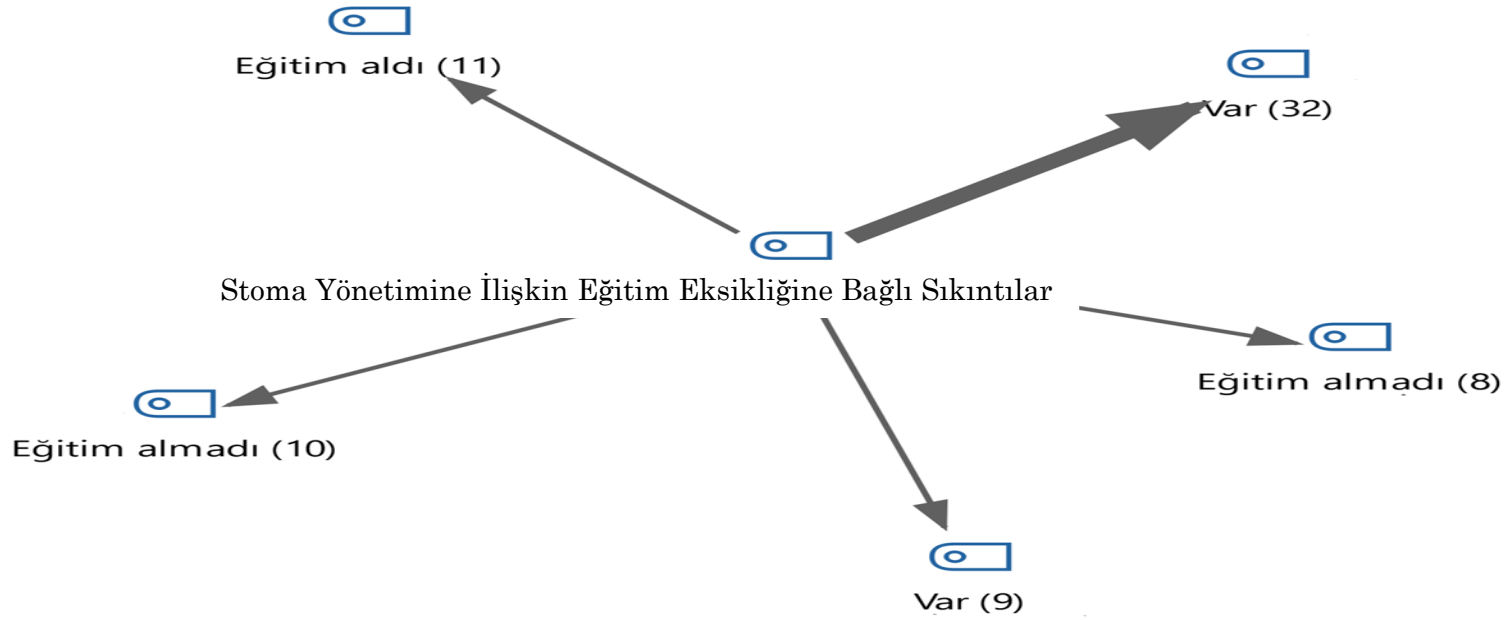 Eğitim aldı (11)
Var (32)
Stoma Yönetimine İlişkin Eğitim Eksikliğine Bağlı Sıkıntılar
Eğitim almadı (8)
Eğitim almadı (10)
Var (9)